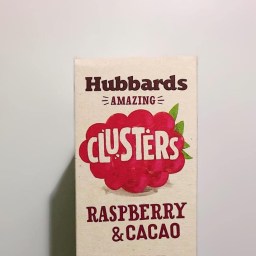 Hubbards
AMAZING
CLUSTERS
RASPBERRY
& CACAO